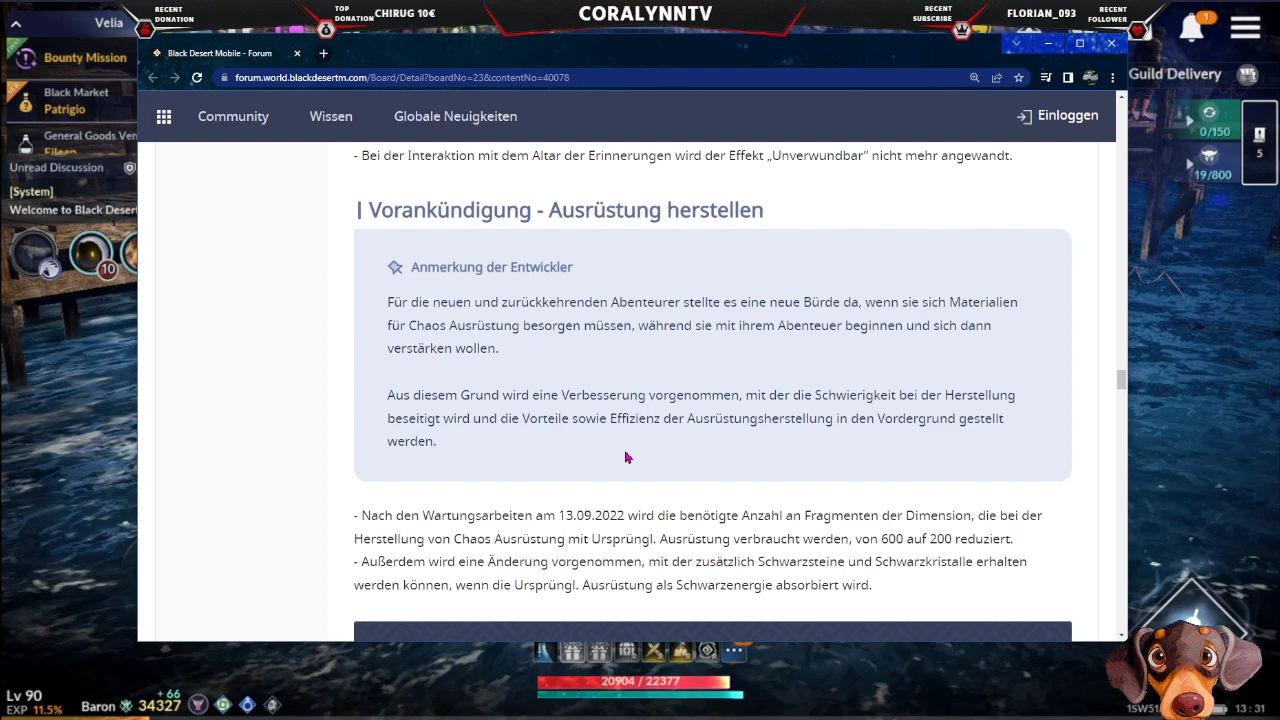 RECENT DONATION
TOP DONATION CHIRUG 10€
CORALYNNTV
RECENT SUBSCRIBE FLORIAN_093
RECENT FOLLOWER
Velia
Bounty Mission
Black Market
Patrigio
General Goods Ven
Eileen
Unread Discussion
[System]
Welcome to Black Desert
10
Black Desert Mobile - Forum
forum.world.blackdesertm.com/Board/Detail?boardNo=23&contentNo=40078
Community Wissen Globale Neuigkeiten Einloggen
- Bei der Interaktion mit dem Altar der Erinnerungen wird der Effekt „Unverwundbar“ nicht mehr angewandt.
| Vorankündigung - Ausrüstung herstellen
Anmerkung der Entwickler
Für die neuen und zurückkehrenden Abenteurer stellte es eine neue Bürde da, wenn sie sich Materialien
für Chaos Ausrüstung besorgen müssen, während sie mit ihrem Abenteuer beginnen und sich dann
verstärken wollen.
Aus diesem Grund wird eine Verbesserung vorgenommen, mit der die Schwierigkeit bei der Herstellung
beseitigt wird und die Vorteile sowie Effizienz der Ausrüstungsherstellung in den Vordergrund gestellt
werden.
- Nach den Wartungsarbeiten am 13.09.2022 wird die benötigte Anzahl an Fragmenten der Dimension, die bei der
Herstellung von Chaos Ausrüstung mit Ursprüngl. Ausrüstung verbraucht werden, von 600 auf 200 reduziert.
- Außerdem wird eine Änderung vorgenommen, mit der zusätzlich Schwarzsteine und Schwarzkristalle erhalten
werden können, wenn die Ursprüngl. Ausrüstung als Schwarzenergie absorbiert wird.
1
Guild Delivery
0/150
5
19/800
20904 / 22377
Lv 90
EXP 11.5%
Baron
+ 66
34327
13 : 31